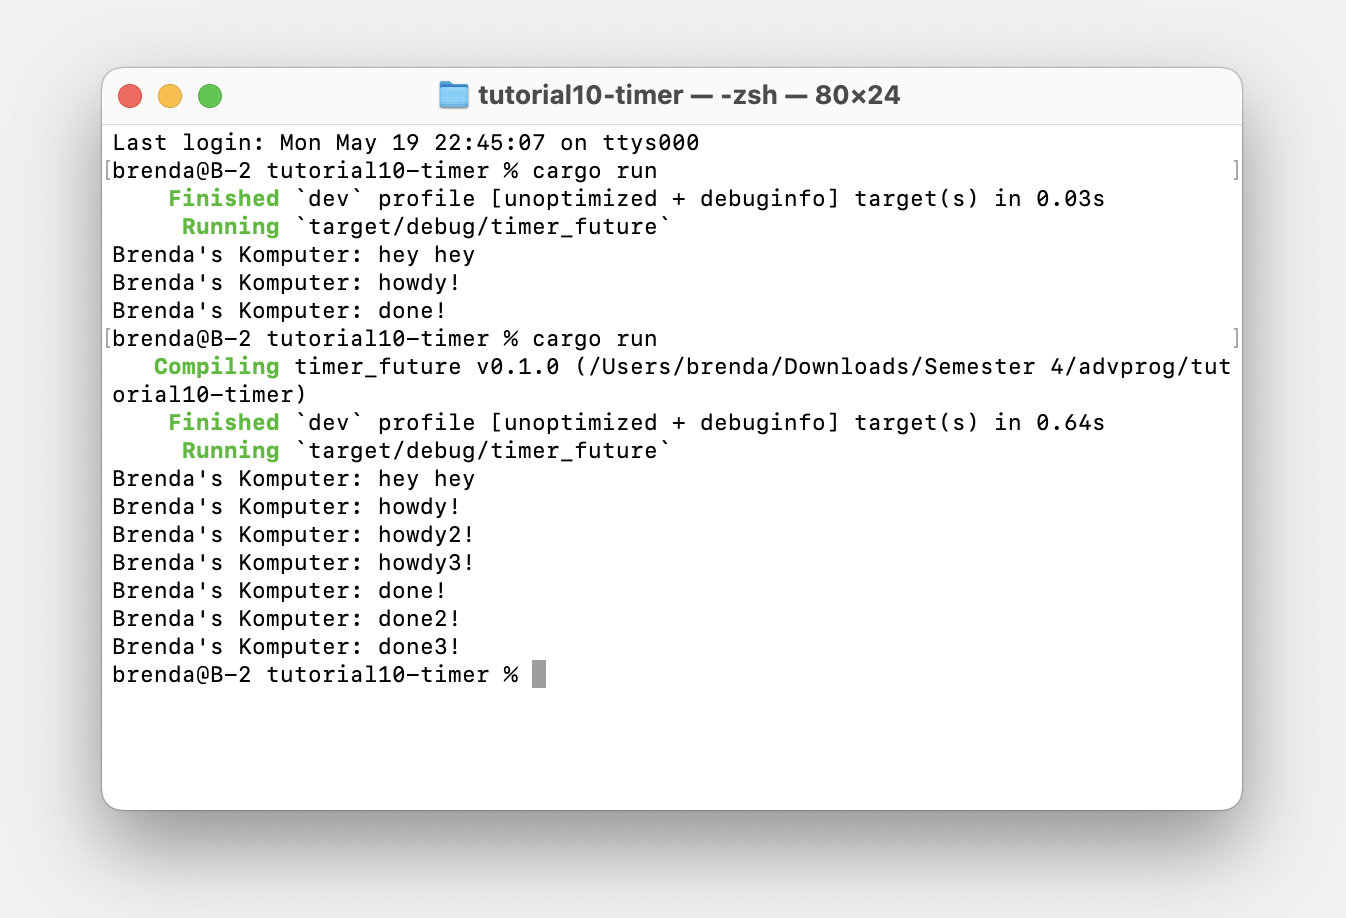 tutorial10-timer — -zsh — 80×24
Last login: Mon May 19 22:45:07 on ttys000
[brenda@B-2 tutorial10-timer % cargo run ]
    Finished `dev` profile [unoptimized + debuginfo] target(s) in 0.03s
     Running `target/debug/timer_future`
Brenda's Komputer: hey hey
Brenda's Komputer: howdy!
Brenda's Komputer: done!
[brenda@B-2 tutorial10-timer % cargo run ]
   Compiling timer_future v0.1.0 (/Users/brenda/Downloads/Semester 4/advprog/tut
orial10-timer)
    Finished `dev` profile [unoptimized + debuginfo] target(s) in 0.64s
     Running `target/debug/timer_future`
Brenda's Komputer: hey hey
Brenda's Komputer: howdy!
Brenda's Komputer: howdy2!
Brenda's Komputer: howdy3!
Brenda's Komputer: done!
Brenda's Komputer: done2!
Brenda's Komputer: done3!
brenda@B-2 tutorial10-timer %